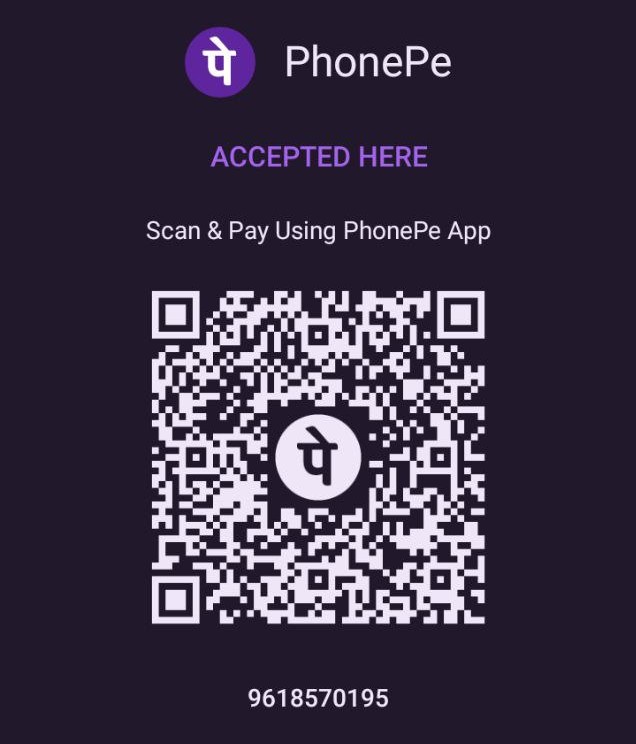 पे PhonePe
ACCEPTED HERE
Scan & Pay Using PhonePe App
पे
9618570195